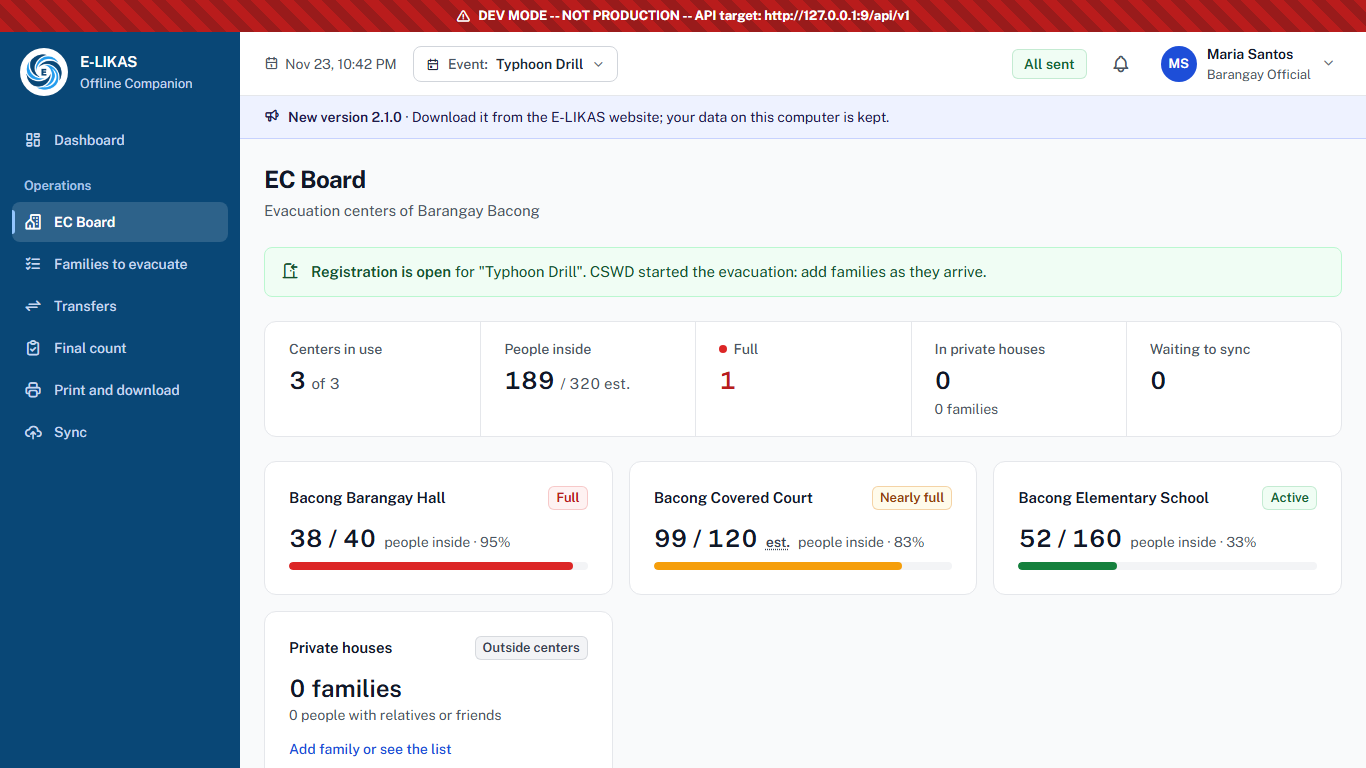 DEV MODE -- NOT PRODUCTION -- API target: http://127.0.0.1:9/api/v1
E-LIKAS
Offline Companion
Dashboard
Operations
EC Board
Families to evacuate
Transfers
Final count
Print and download
Sync
Nov 23, 10:42 PM
Event: Typhoon Drill
All sent
MS
Maria Santos
Barangay Official
New version 2.1.0 · Download it from the E-LIKAS website; your data on this computer is kept.
EC Board
Evacuation centers of Barangay Bacong
Registration is open for "Typhoon Drill". CSWD started the evacuation: add families as they arrive.
Centers in use
3 of 3
People inside
189 / 320 est.
Full
1
In private houses
0
0 families
Waiting to sync
0
Bacong Barangay Hall
Full
38 / 40 people inside · 95%
Bacong Covered Court
Nearly full
99 / 120 est. people inside · 83%
Bacong Elementary School
Active
52 / 160 people inside · 33%
Private houses
Outside centers
0 families
0 people with relatives or friends
Add family or see the list